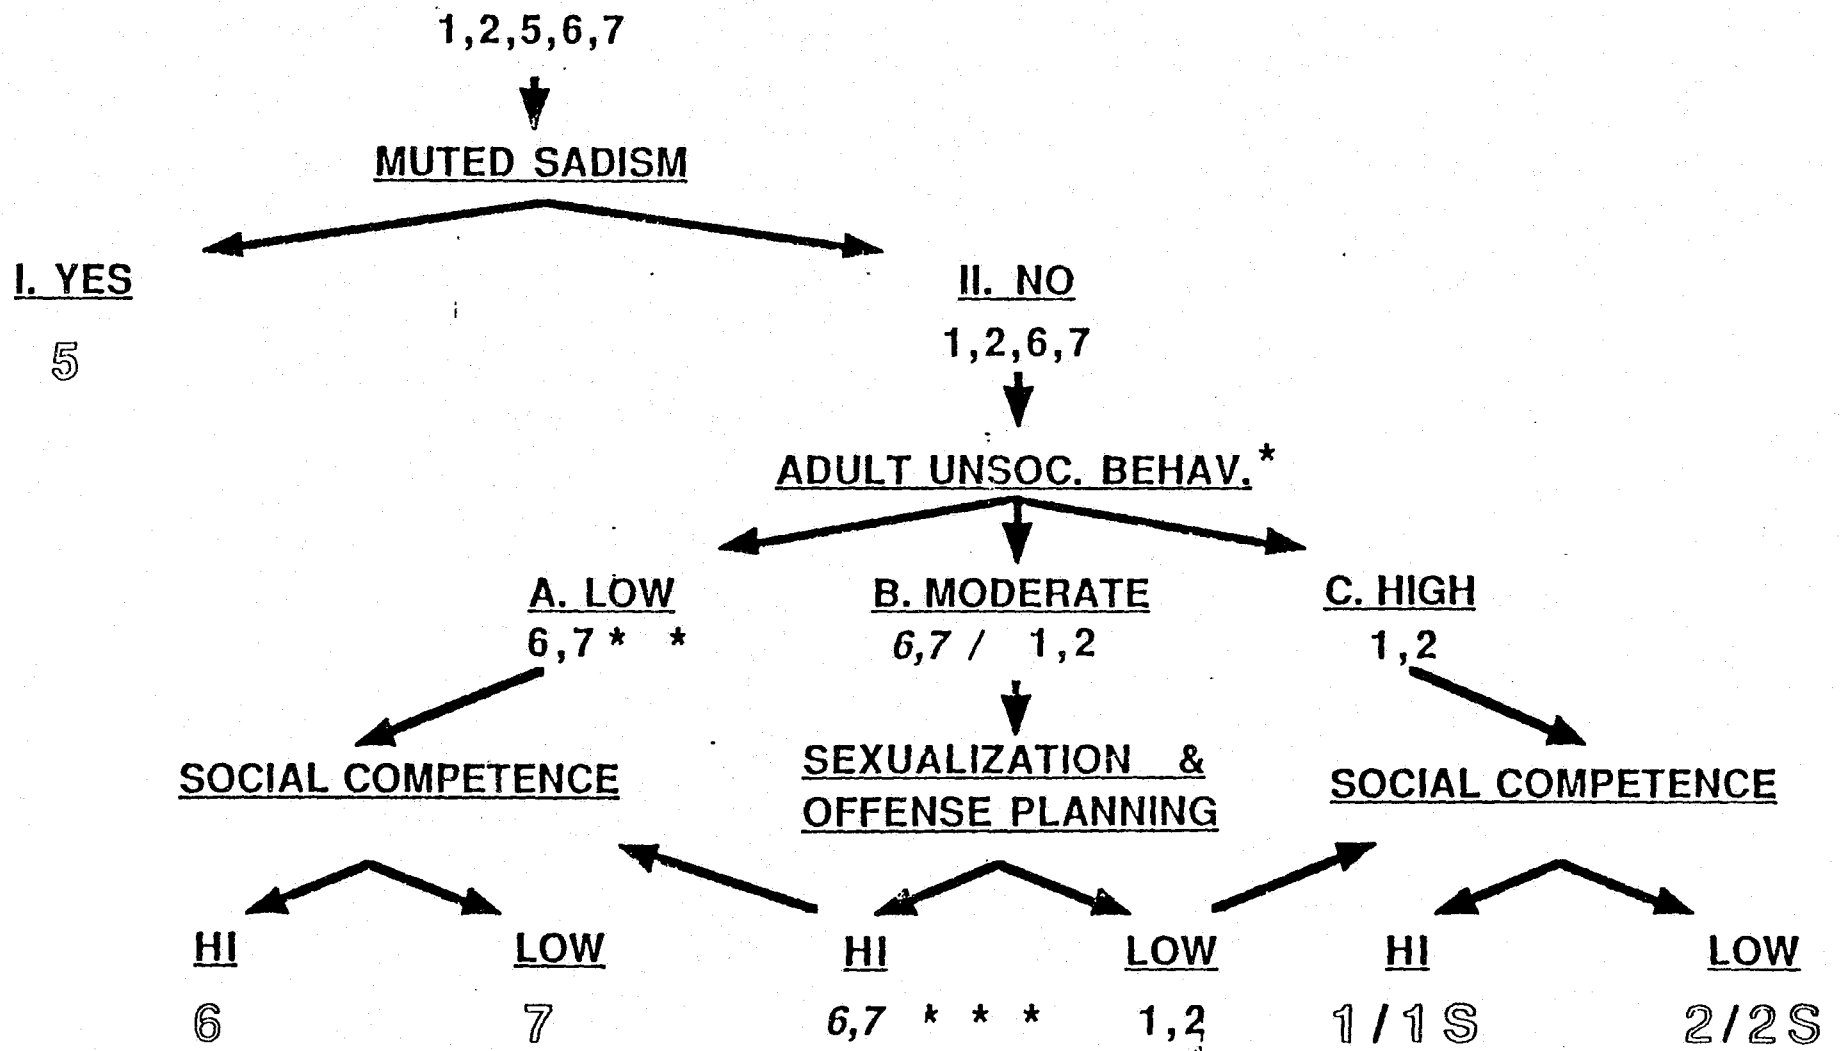 1,2,5,6,7
MUTED SADISM
I. YES
II. NO
5
1,2,6,7
ADULT UNSOC. BEHAV.*
A. LOW
B. MODERATE
C. HIGH
6,7 * *
6,7 / 1,2
1,2
SOCIAL COMPETENCE
SEXUALIZATION &
OFFENSE PLANNING
SOCIAL COMPETENCE
HI
LOW
HI
LOW
HI
LOW
6
7
6,7 * * *
1,2
1/1S
2/2S